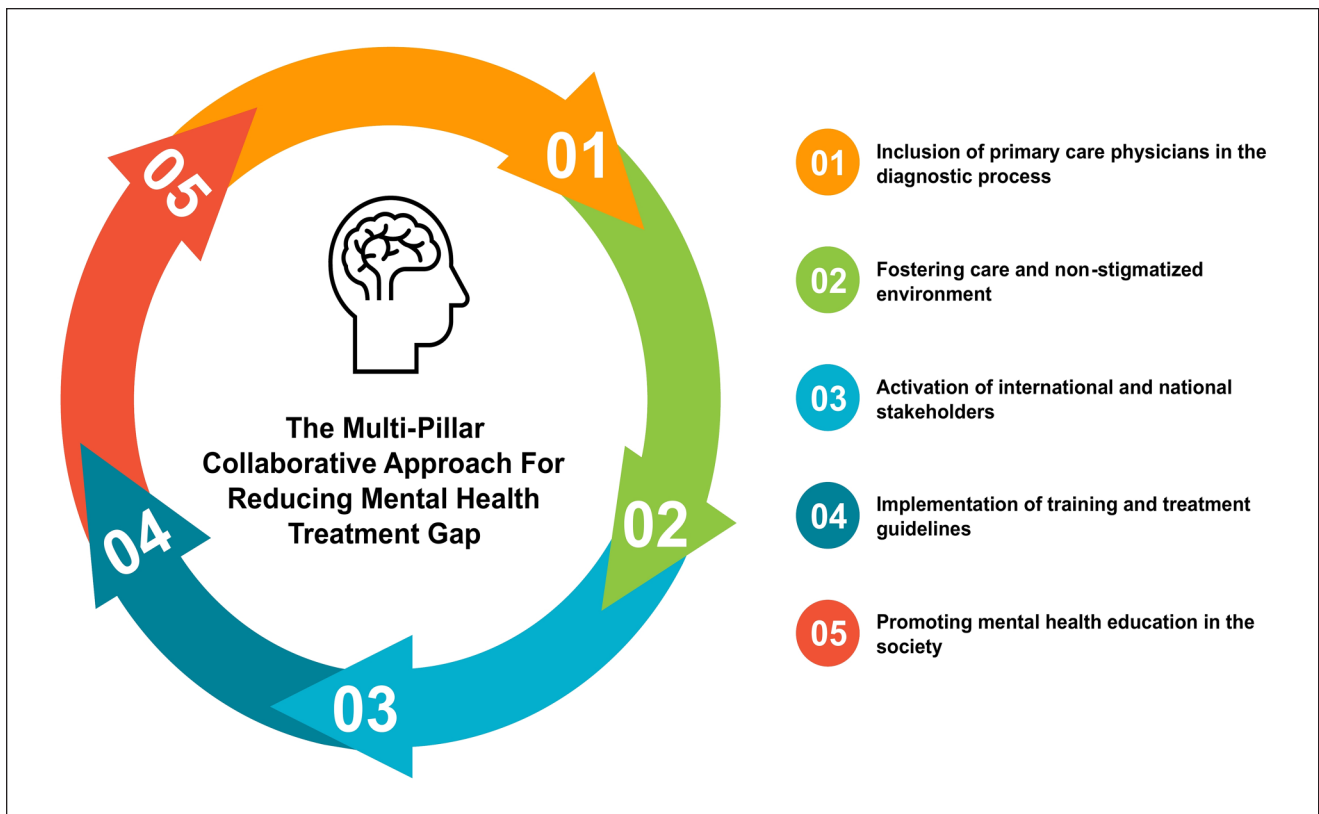 01
02
03
04
05
The Multi-Pillar
Collaborative Approach For
Reducing Mental Health
Treatment Gap
01
Inclusion of primary care physicians in the
diagnostic process
02
Fostering care and non-stigmatized
environment
03
Activation of international and national
stakeholders
04
Implementation of training and treatment
guidelines
05
Promoting mental health education in the
society